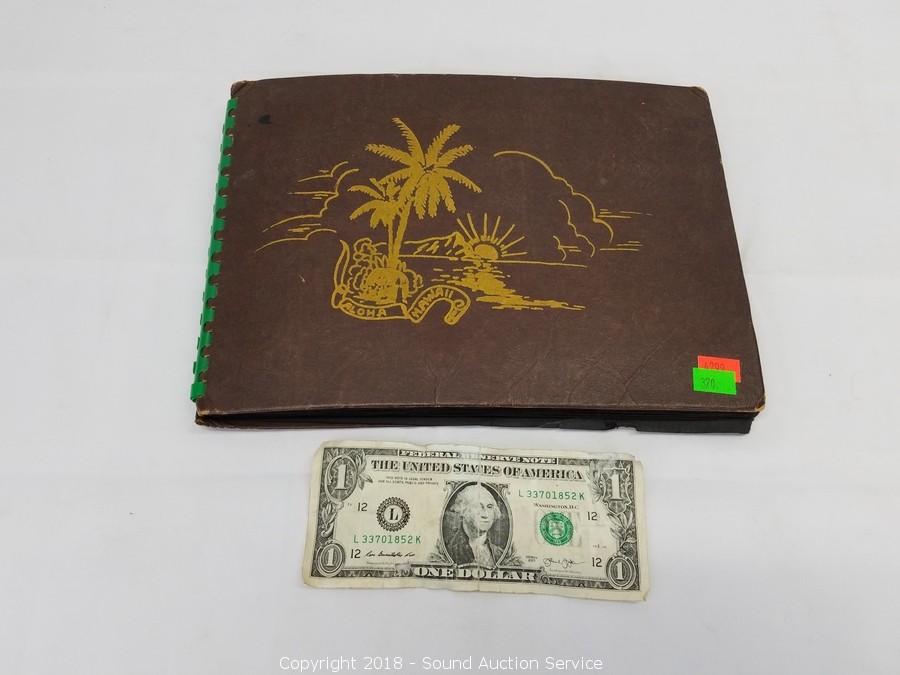 ALOHA HAWAII
4299
370.
FEDERAL RESERVE NOTE
THE UNITED STATES OF AMERICA
1
1
THIS NOTE IS LEGAL TENDER
FOR ALL DEBTS, PUBLIC AND PRIVATE
L 33701852 K
WASHINGTON, D.C.
12
L
12
L 33701852 K
12
12
1
ONE DOLLAR
1
Copyright 2018 - Sound Auction Service